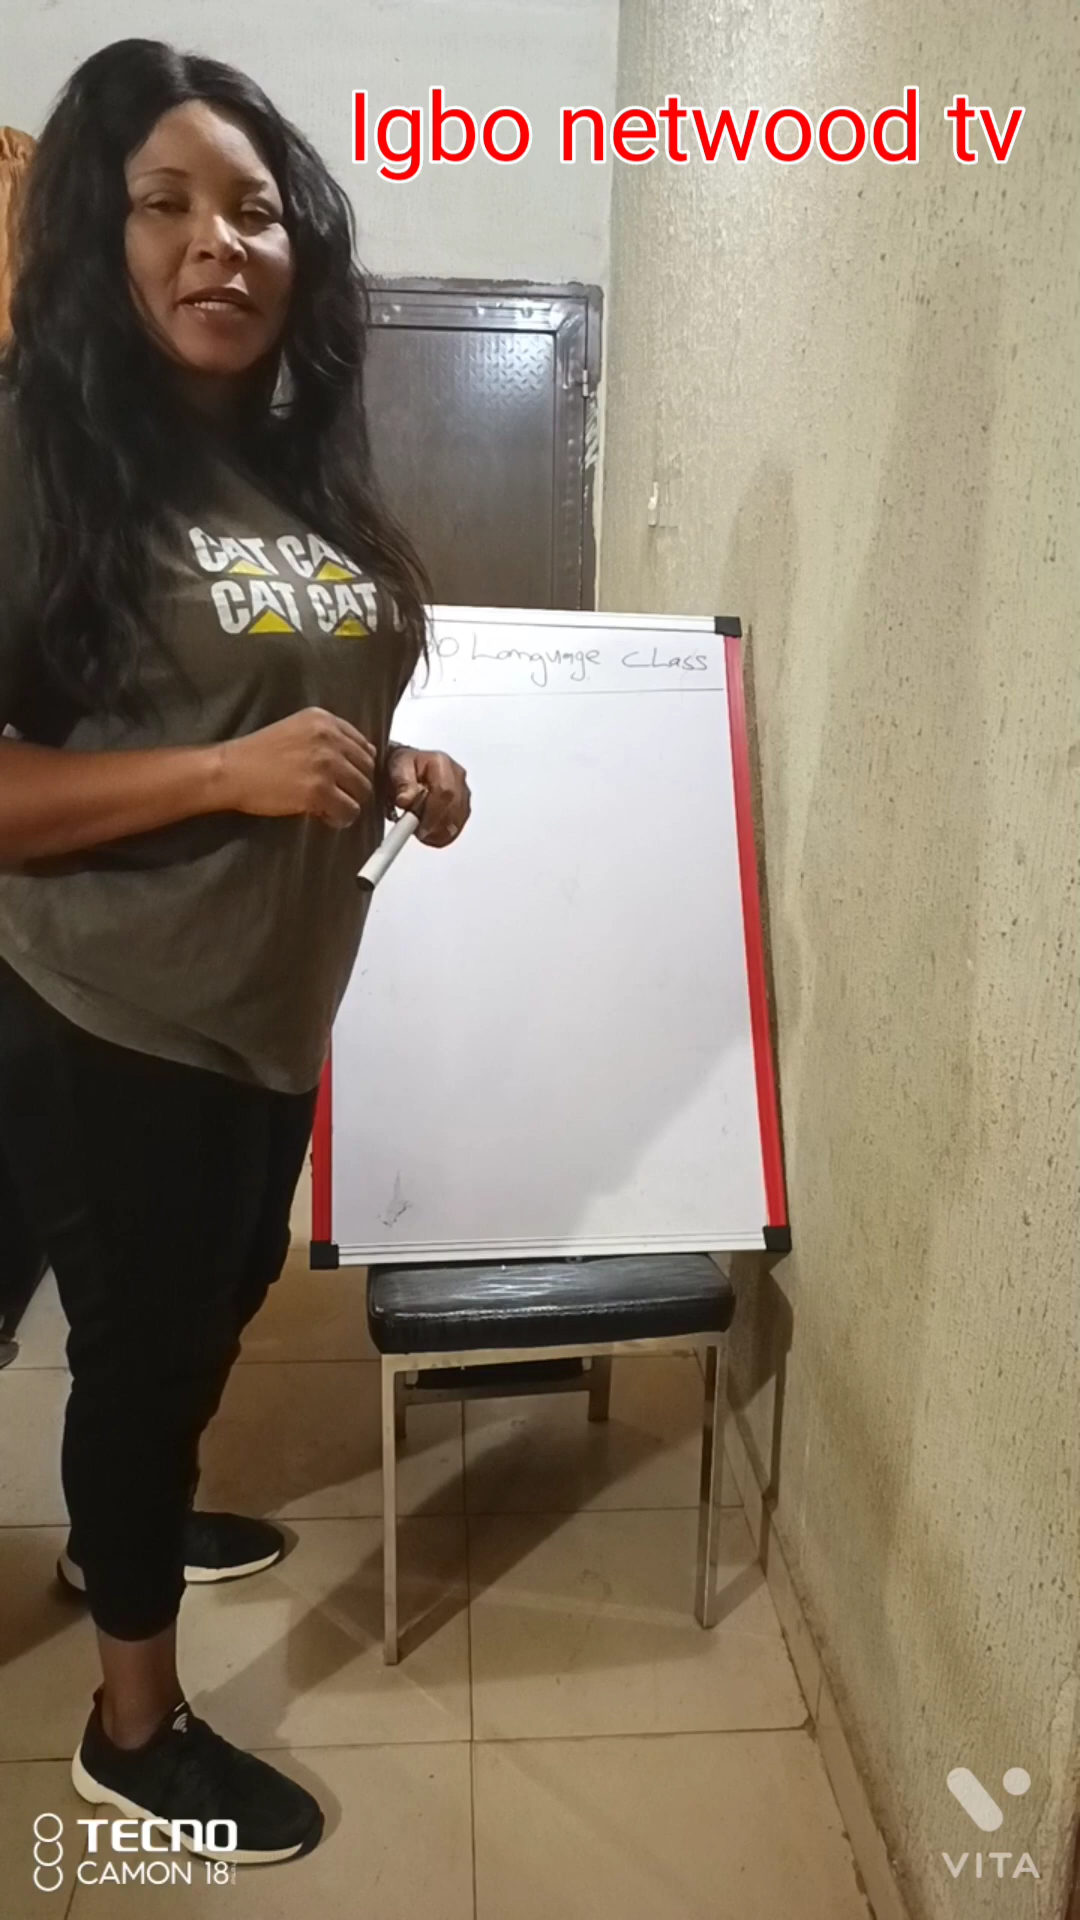 Igbo netwood tv
CAT CAT
CAT CAT
Language CLass
TECNO
CAMON 18
VITA